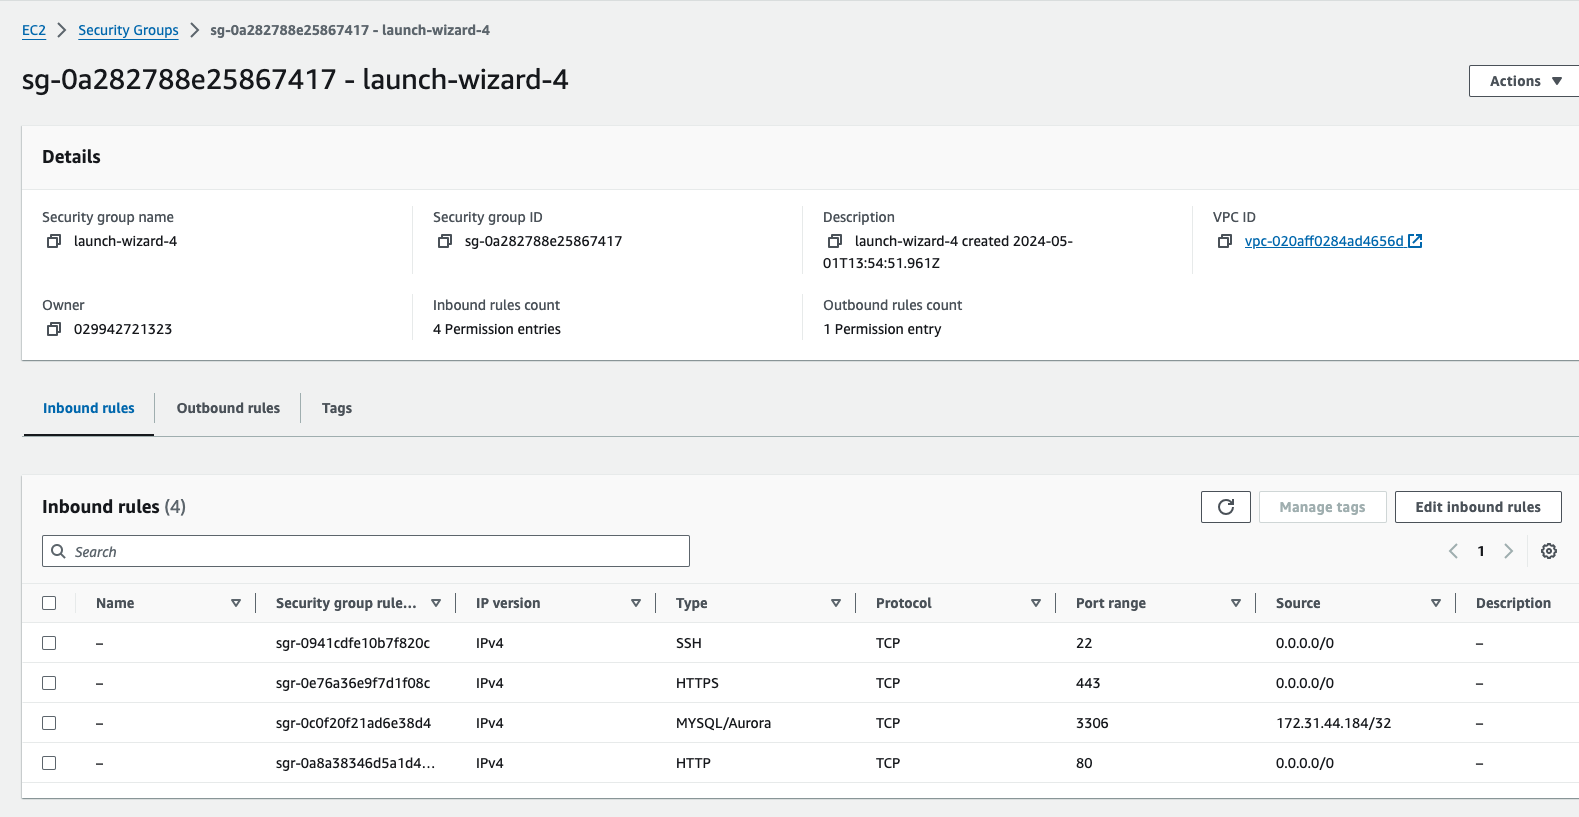 EC2 > Security Groups > sg-0a282788e25867417 - launch-wizard-4
sg-0a282788e25867417 - launch-wizard-4
Actions
Details
Security group name
launch-wizard-4
Security group ID
sg-0a282788e25867417
Description
launch-wizard-4 created 2024-05-
01T13:54:51.961Z
VPC ID
vpc-020aff0284ad4656d
Owner
029942721323
Inbound rules count
4 Permission entries
Outbound rules count
1 Permission entry
Inbound rules Outbound rules Tags
Inbound rules (4)
Manage tags Edit inbound rules
Search
1
Name Security group rule... IP version Type Protocol Port range Source Description
– sgr-0941cdfe10b7f820c IPv4 SSH TCP 22 0.0.0.0/0 –
– sgr-0e76a36e9f7d1f08c IPv4 HTTPS TCP 443 0.0.0.0/0 –
– sgr-0c0f20f21ad6e38d4 IPv4 MYSQL/Aurora TCP 3306 172.31.44.184/32 –
– sgr-0a8a38346d5a1d4... IPv4 HTTP TCP 80 0.0.0.0/0 –